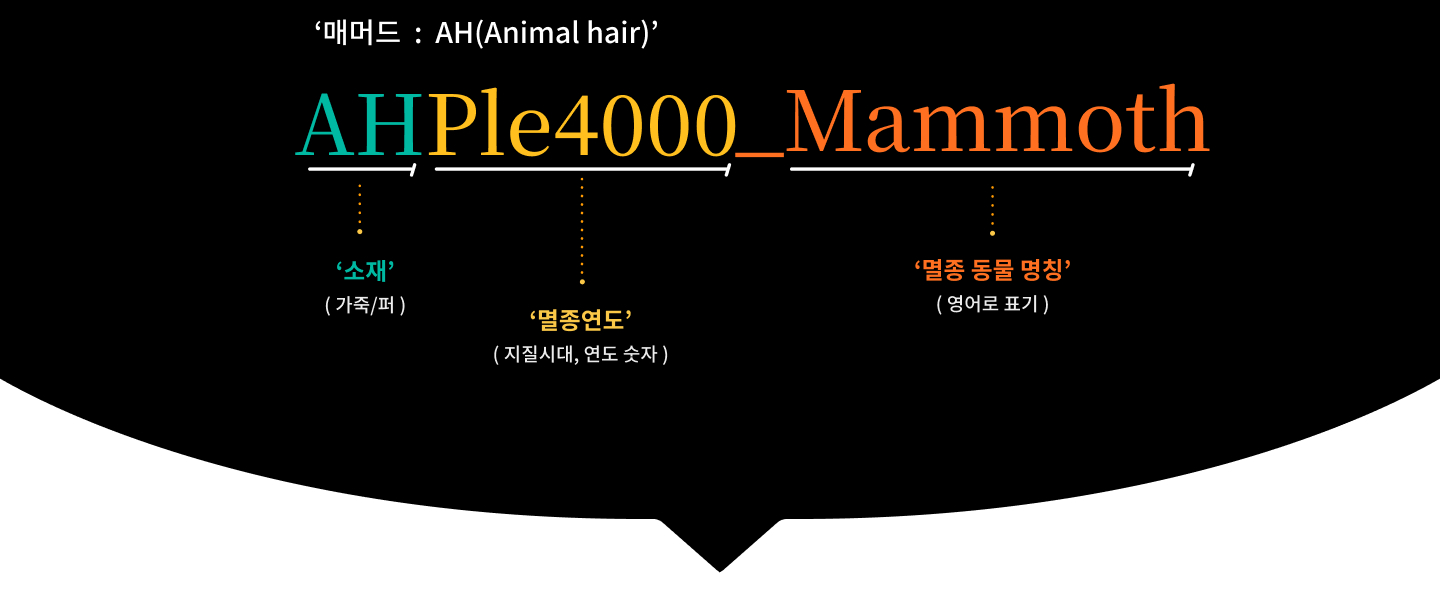 ‘매머드 : AH(Animal hair)’
AHPle4000_Mammoth
‘소재’
( 가죽/퍼 )
‘멸종연도’
( 지질시대, 연도 숫자 )
‘멸종 동물 명칭’
( 영어로 표기 )